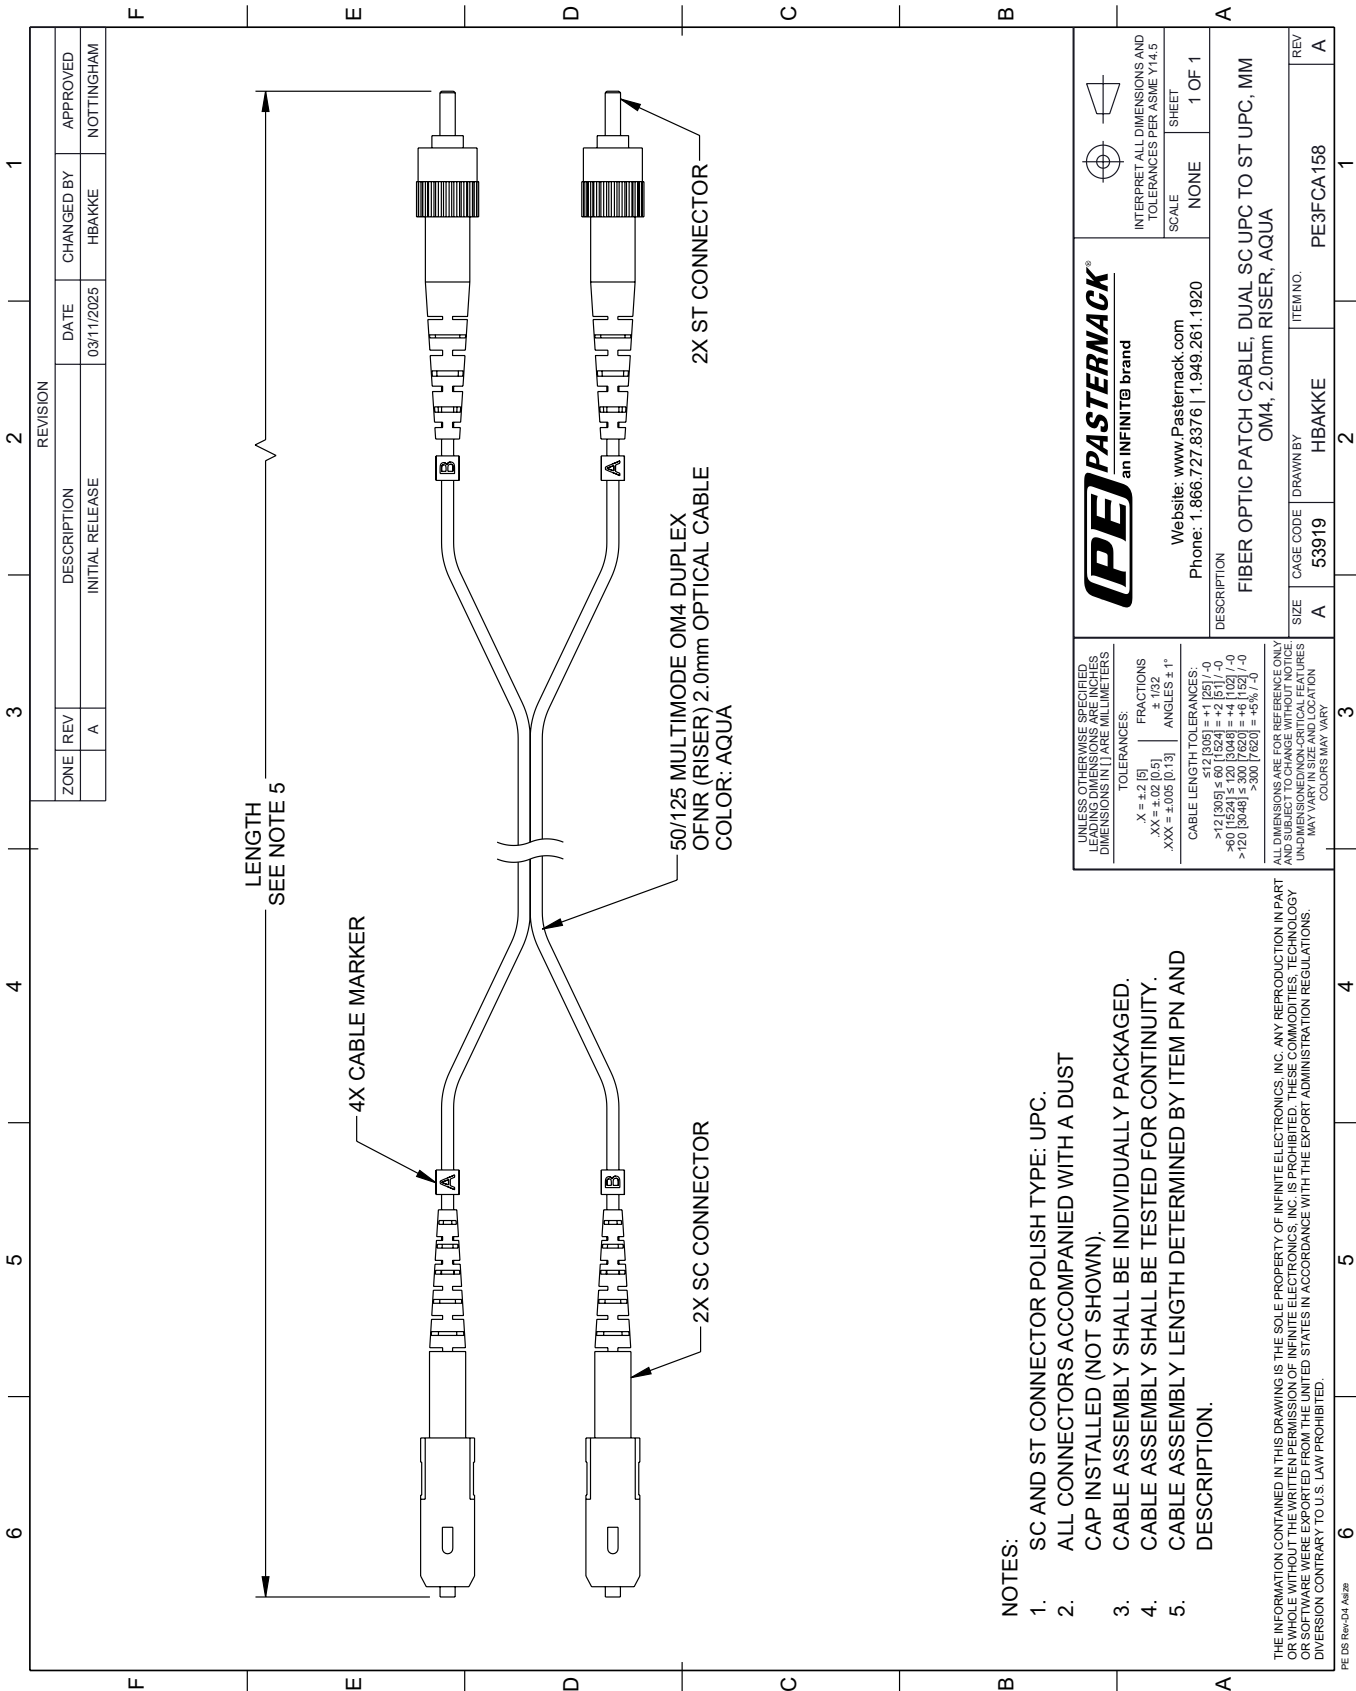 F
E
D
C
B
A
1
2
3
4
5
6
REVISION
ZONE REV DESCRIPTION DATE CHANGED BY APPROVED
A INITIAL RELEASE 03/11/2025 HBAKKE NOTTINGHAM
LENGTH
SEE NOTE 5
4X CABLE MARKER
A
B
B
A
2X SC CONNECTOR
2X ST CONNECTOR
50/125 MULTIMODE OM4 DUPLEX
OFNR (RISER) 2.0mm OPTICAL CABLE
COLOR: AQUA
NOTES:
1. SC AND ST CONNECTOR POLISH TYPE: UPC.
2. ALL CONNECTORS ACCOMPANIED WITH A DUST
CAP INSTALLED (NOT SHOWN).
3. CABLE ASSEMBLY SHALL BE INDIVIDUALLY PACKAGED.
4. CABLE ASSEMBLY SHALL BE TESTED FOR CONTINUITY.
5. CABLE ASSEMBLY LENGTH DETERMINED BY ITEM PN AND
DESCRIPTION.
THE INFORMATION CONTAINED IN THIS DRAWING IS THE SOLE PROPERTY OF INFINITE ELECTRONICS, INC. ANY REPRODUCTION IN PART
OR WHOLE WITHOUT THE WRITTEN PERMISSION OF INFINITE ELECTRONICS, INC. IS PROHIBITED. THESE COMMODITIES, TECHNOLOGY
OR SOFTWARE WERE EXPORTED FROM THE UNITED STATES IN ACCORDANCE WITH THE EXPORT ADMINISTRATION REGULATIONS.
DIVERSION CONTRARY TO U.S. LAW PROHIBITED.
UNLESS OTHERWISE SPECIFIED
LEADING DIMENSIONS ARE INCHES
DIMENSIONS IN [ ] ARE MILLIMETERS
TOLERANCES:
.X = ±.2 [5] FRACTIONS
.XX = ±.02 [0.5] ± 1/32
.XXX = ±.005 [0.13] ANGLES ± 1°
CABLE LENGTH TOLERANCES:
≤12 [305] = +1 [25] / -0
>12 [305] ≤ 60 [1524] = +2 [51] / -0
>60 [1524] ≤ 120 [3048] = +4 [102] / -0
>120 [3048] ≤ 300 [7620] = +6 [152] / -0
>300 [7620] = +5% / -0
ALL DIMENSIONS ARE FOR REFERENCE ONLY
AND SUBJECT TO CHANGE WITHOUT NOTICE.
UN-DIMENSIONED/NON-CRITICAL FEATURES
MAY VARY IN SIZE AND LOCATION
COLORS MAY VARY
PE PASTERNACK®
an INFINIT@ brand
Website: www.Pasternack.com
Phone: 1.866.727.8376 | 1.949.261.1920
INTERPRET ALL DIMENSIONS AND
TOLERANCES PER ASME Y14.5
SCALE SHEET
NONE 1 OF 1
DESCRIPTION
FIBER OPTIC PATCH CABLE, DUAL SC UPC TO ST UPC, MM
OM4, 2.0mm RISER, AQUA
SIZE CAGE CODE DRAWN BY ITEM NO. REV
A 53919 HBAKKE PE3FCA158 A
6
5
4
3
2
1
F
E
D
C
B
A
PE DS Rev-D4 Asize